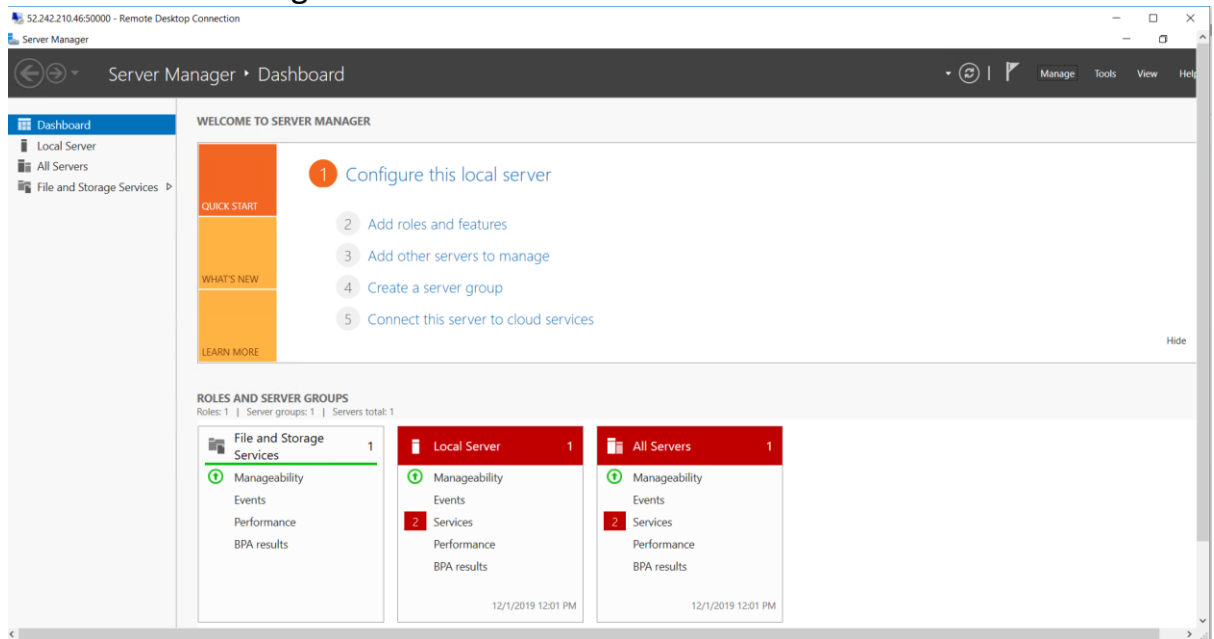 52.242.210.46:50000 - Remote Desktop Connection
Server Manager
Server Manager • Dashboard
Manage Tools View Help
Dashboard
Local Server
All Servers
File and Storage Services
WELCOME TO SERVER MANAGER
QUICK START
WHAT'S NEW
LEARN MORE
1 Configure this local server
2 Add roles and features
3 Add other servers to manage
4 Create a server group
5 Connect this server to cloud services
Hide
ROLES AND SERVER GROUPS
Roles: 1 | Server groups: 1 | Servers total: 1
File and Storage
Services 1
Manageability
Events
Performance
BPA results
Local Server 1
Manageability
Events
2 Services
Performance
BPA results
12/1/2019 12:01 PM
All Servers 1
Manageability
Events
2 Services
Performance
BPA results
12/1/2019 12:01 PM